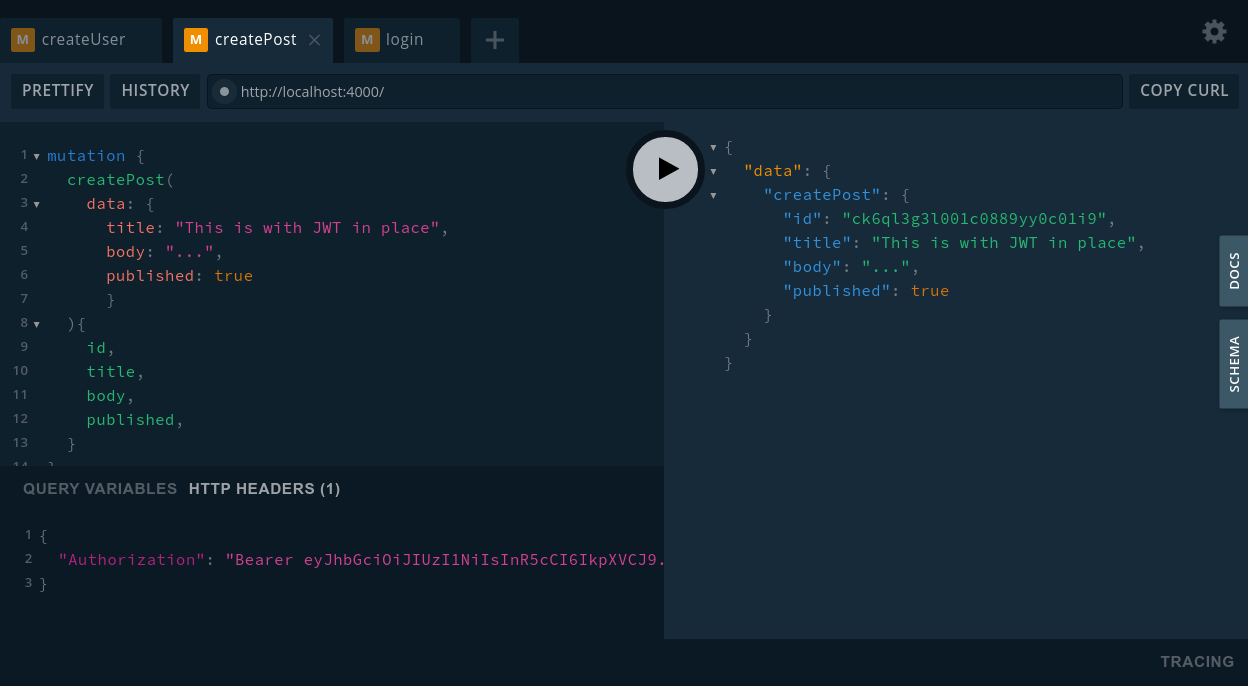 M createUser
M createPost ×
M login
+
PRETTIFY
HISTORY
http://localhost:4000/
COPY CURL
1 mutation {
2 createPost(
3 data: {
4 title: "This is with JWT in place",
5 body: "...",
6 published: true
7 }
8 ){
9 id,
10 title,
11 body,
12 published,
13 }
14 }
{
"data": {
"createPost": {
"id": "ck6ql3g3l001c0889yy0c01i9",
"title": "This is with JWT in place",
"body": "...",
"published": true
}
}
}
DOCS
SCHEMA
QUERY VARIABLES
HTTP HEADERS (1)
1 {
2 "Authorization": "Bearer eyJhbGciOiJIUzI1NiIsInR5cCI6IkpXVCJ9.
3 }
TRACING